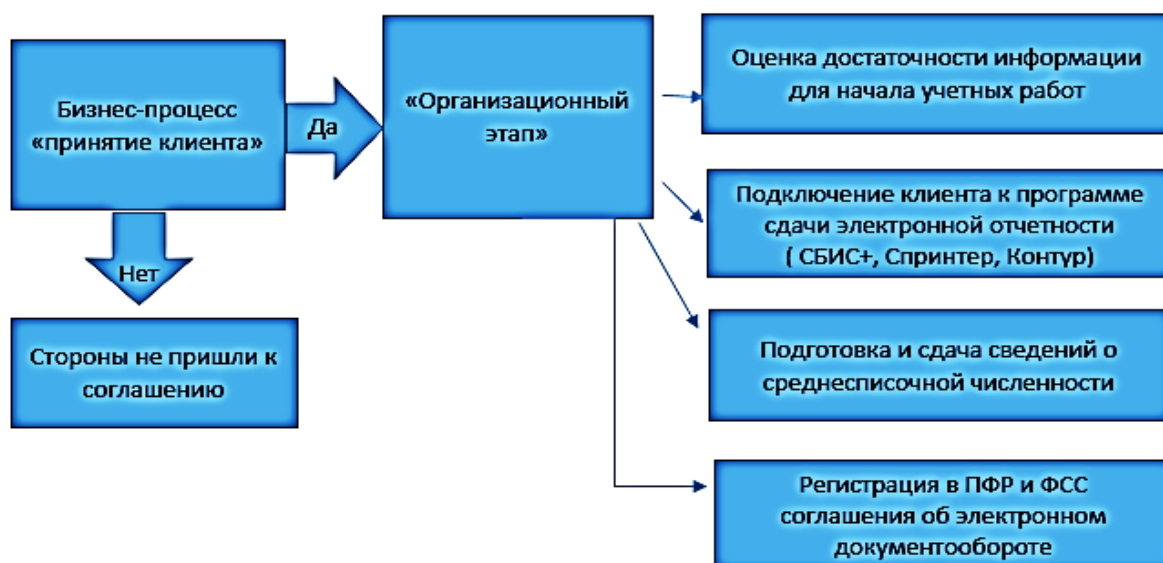 Бизнес-процесс
«принятие клиента»
Да
«Организационный
этап»
Нет
Стороны не пришли к
соглашению
Оценка достаточности информации
для начала учетных работ
Подключение клиента к программе
сдачи электронной отчетности
( СБИС+, Спринтер, Контур)
Подготовка и сдача сведений о
среднесписочной численности
Регистрация в ПФР и ФСС
соглашения об электронном
документообороте